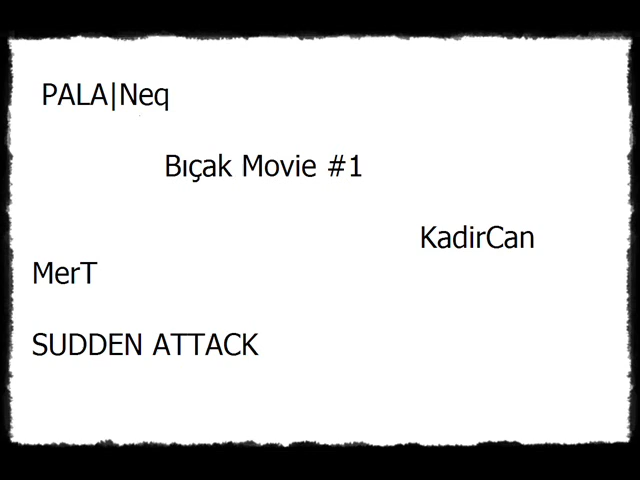 PALA|Neq
Bıçak Movie #1
KadirCan
MerT
SUDDEN ATTACK